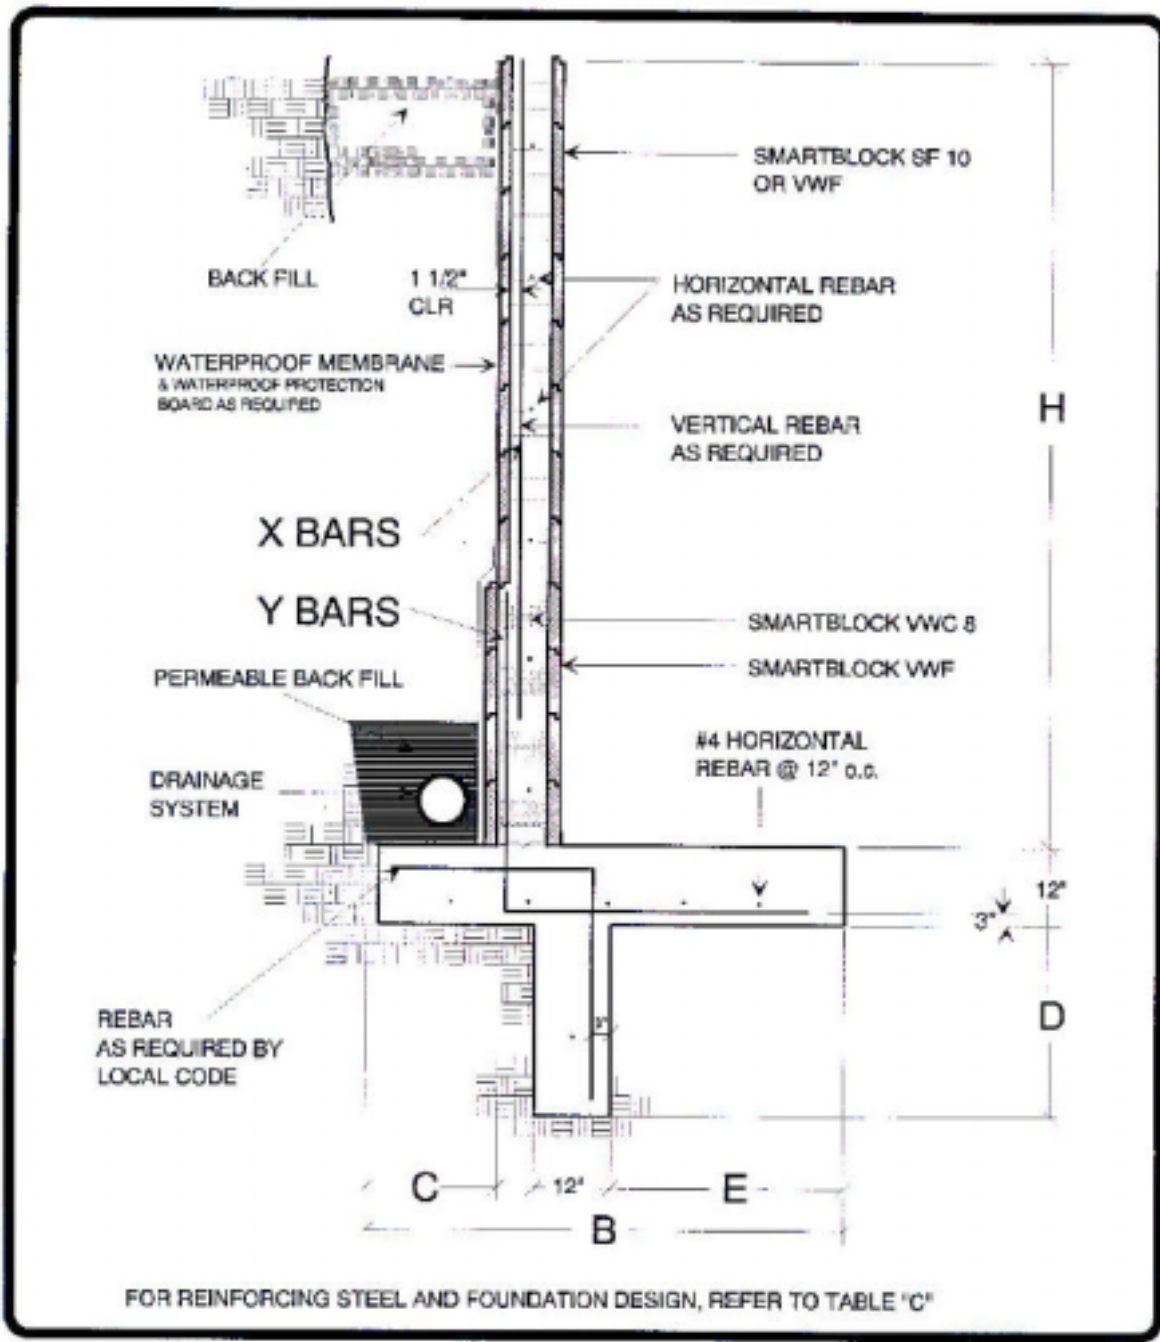 SMARTBLOCK SF 10
OR VWF
BACK FILL
1 1/2"
CLR
HORIZONTAL REBAR
AS REQUIRED
WATERPROOF MEMBRANE
& WATERPROOF PROTECTION
BOARD AS REQUIRED
H
VERTICAL REBAR
AS REQUIRED
X BARS
Y BARS
SMARTBLOCK VWC 8
SMARTBLOCK VWF
PERMEABLE BACK FILL
#4 HORIZONTAL
REBAR @ 12" o.c.
DRAINAGE
SYSTEM
12"
3"
REBAR
AS REQUIRED BY
LOCAL CODE
3"
D
C
12"
E
B
FOR REINFORCING STEEL AND FOUNDATION DESIGN, REFER TO TABLE "C"